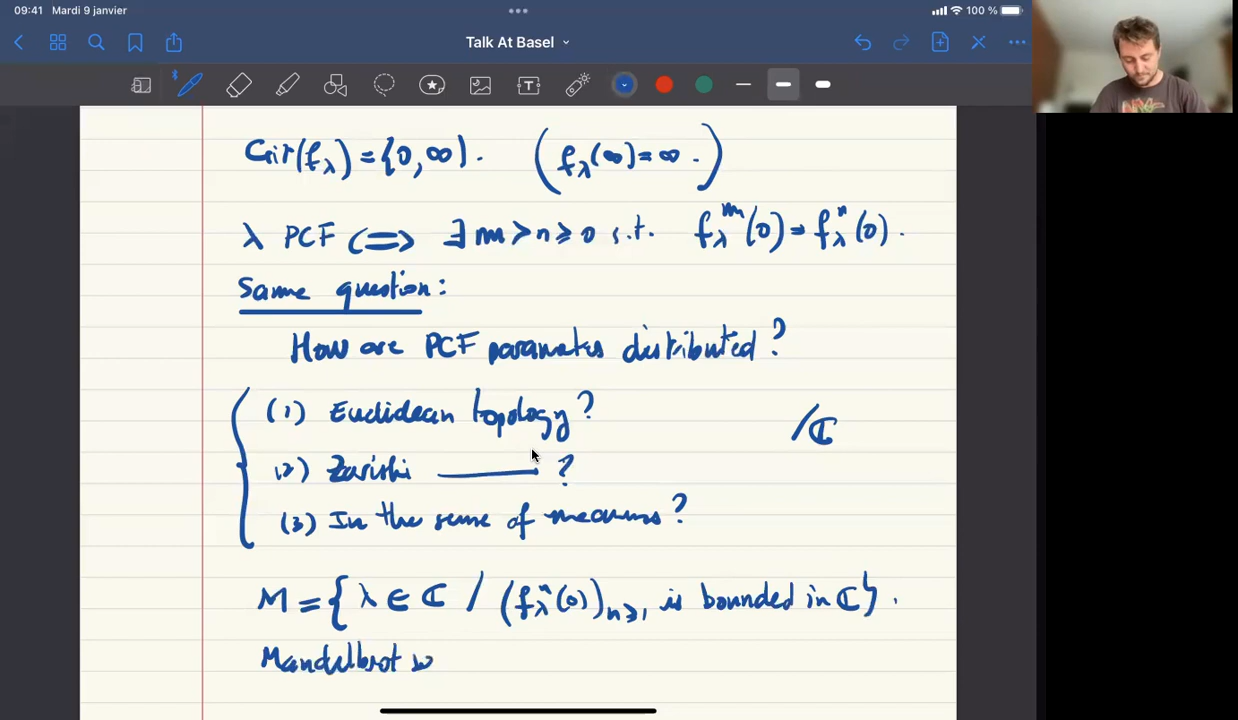 09:41 Mardi 9 janvier 100 %
Talk At Basel
Crit(f_λ) = {0, ∞}. (f_λ(∞) = ∞.)
λ PCF ⟺ ∃ m > n ≥ 0 s.t. f_λ^m(0) = f_λ^n(0).
Same question:
How are PCF parameters distributed?
(1) Euclidean topology? /ℂ
(2) Zariski ———— ?
(3) In the sense of measures?
M = {λ ∈ ℂ / (f_λ^n(0))_{n≥1} is bounded in ℂ}.
Mandelbrot